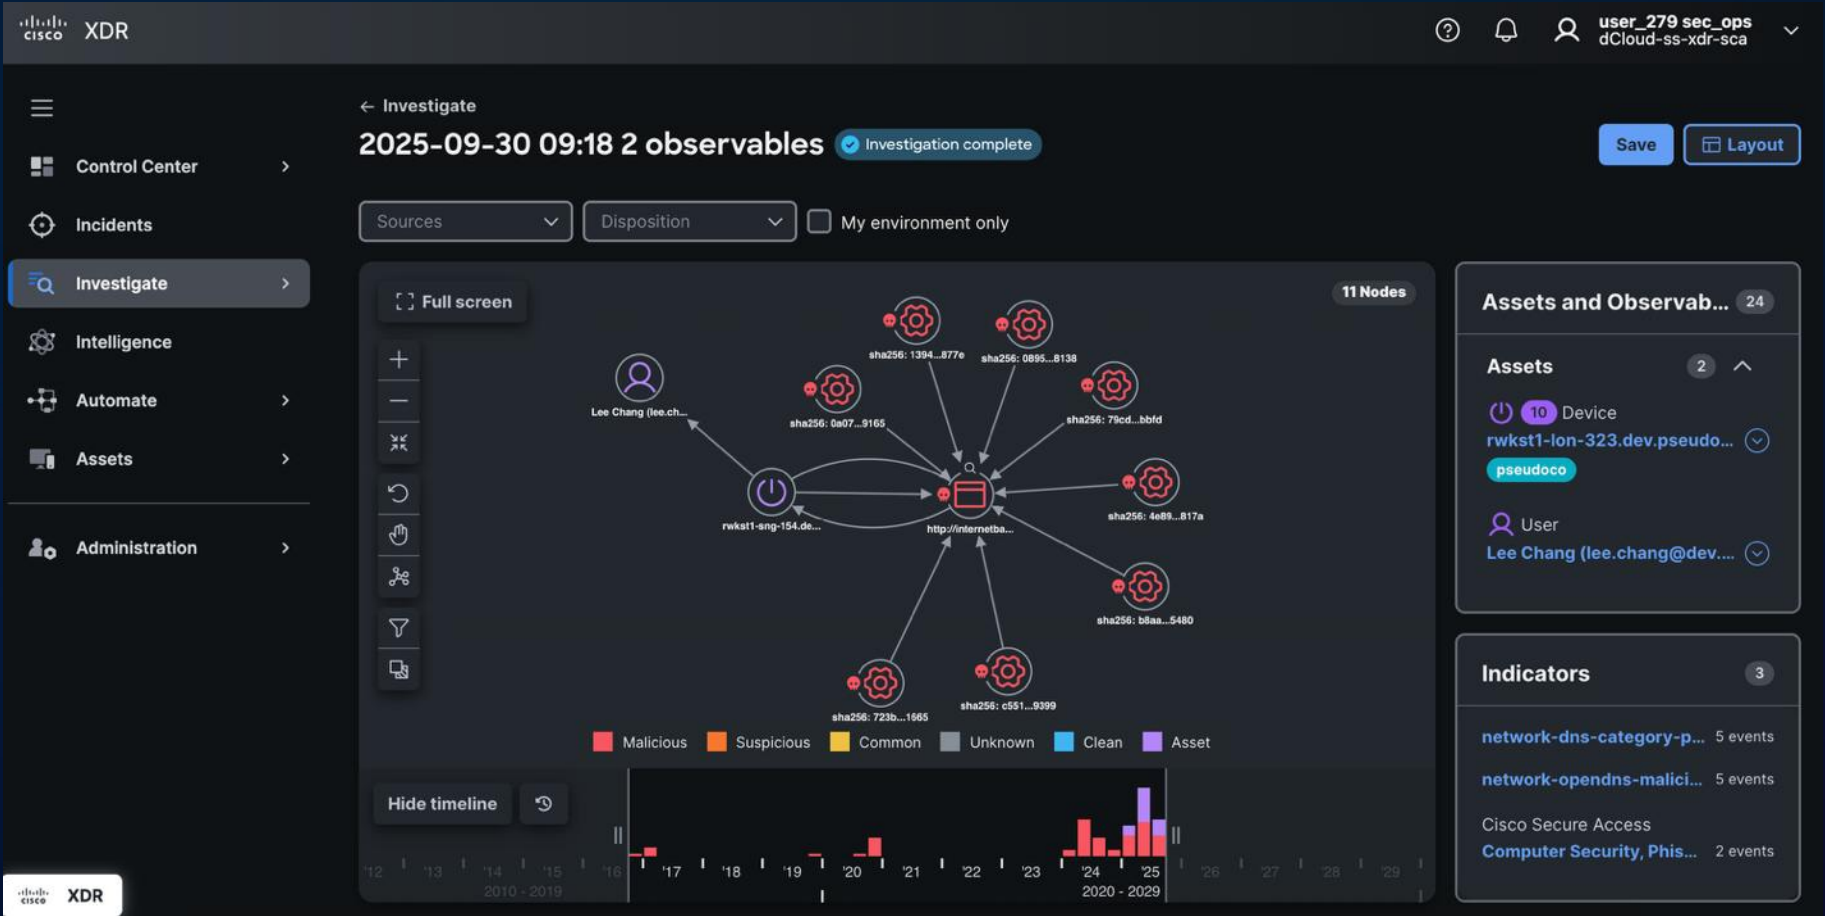 cisco XDR
user_279 sec_ops
dCloud-ss-xdr-sca
Control Center
Incidents
Investigate
Intelligence
Automate
Assets
Administration
cisco XDR
← Investigate
2025-09-30 09:18 2 observables
Investigation complete
Save
Layout
Sources
Disposition
My environment only
Full screen
11 Nodes
sha256: 1394...877e
sha256: 0895...8138
Lee Chang (lee.ch...
sha256: 0a07...9165
sha256: 79cd...bbfd
rwkst1-sng-154.de...
http://internetba...
sha256: 4e89...817a
sha256: b8aa...5480
sha256: c551...9399
sha256: 723b...1665
Malicious
Suspicious
Common
Unknown
Clean
Asset
Hide timeline
'12 '13 '14 '15 '16 '17 '18 '19 '20 '21 '22 '23 '24 '25 '26 '27 '28 '29
2010 - 2019
2020 - 2029
Assets and Observab... 24
Assets 2
10 Device
rwkst1-lon-323.dev.pseudo...
pseudoco
User
Lee Chang (lee.chang@dev....
Indicators 3
network-dns-category-p... 5 events
network-opendns-malici... 5 events
Cisco Secure Access
Computer Security, Phis... 2 events